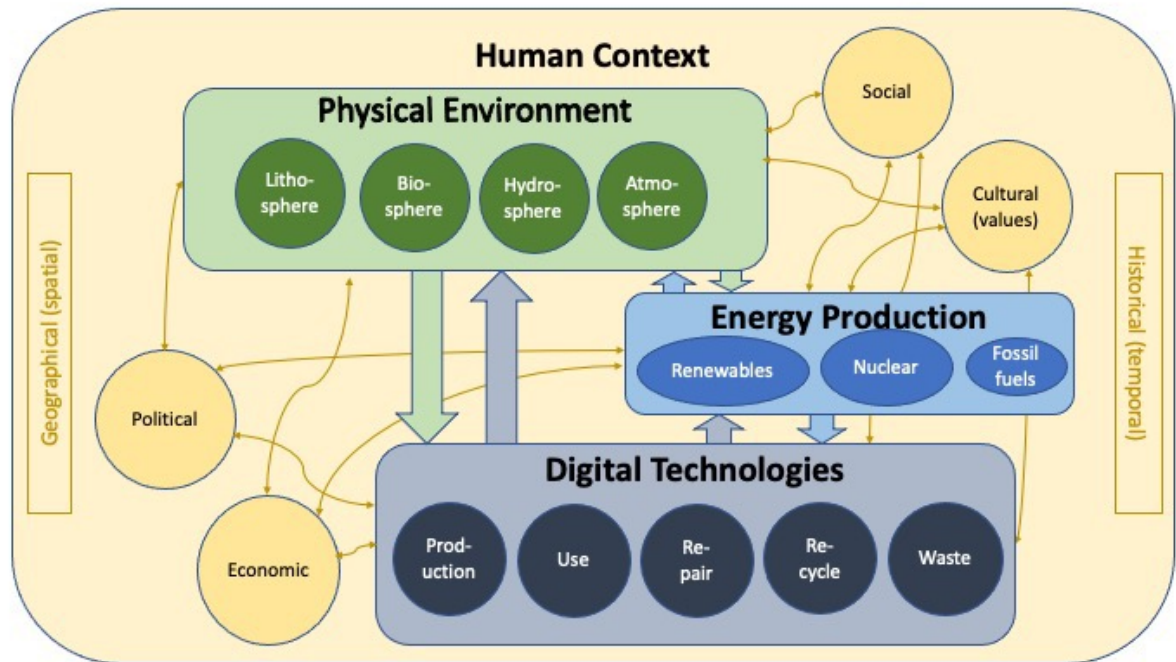 Human Context
Physical Environment
Litho-
sphere
Bio-
sphere
Hydro-
sphere
Atmo-
sphere
Social
Cultural
(values)
Geographical (spatial)
Historical (temporal)
Energy Production
Renewables
Nuclear
Fossil
fuels
Political
Economic
Digital Technologies
Prod-
uction
Use
Re-
pair
Re-
cycle
Waste